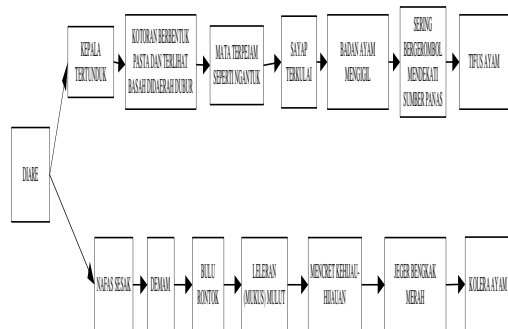 DIARE
KEPALA
TERTUNDUK
KOTORAN BERBENTUK
PASTA DAN TERLIHAT
BASAH DIDAERAH DUBUR
MATA TERPEJAM
SEPERTI NGANTUK
SAYAP
TERKULAI
BADAN AYAM
MENGIGIL
SERING
BERGEROMBOL
MENDEKATI
SUMBER PANAS
TIFUS AYAM
NAFAS SESAK
DEMAM
BULU
RONTOK
LELERAN
(MUKUS) MULUT
MENCRET KEHIJAU-
HIJAUAN
JEGER BENGKAK
MERAH
KOLERA AYAM